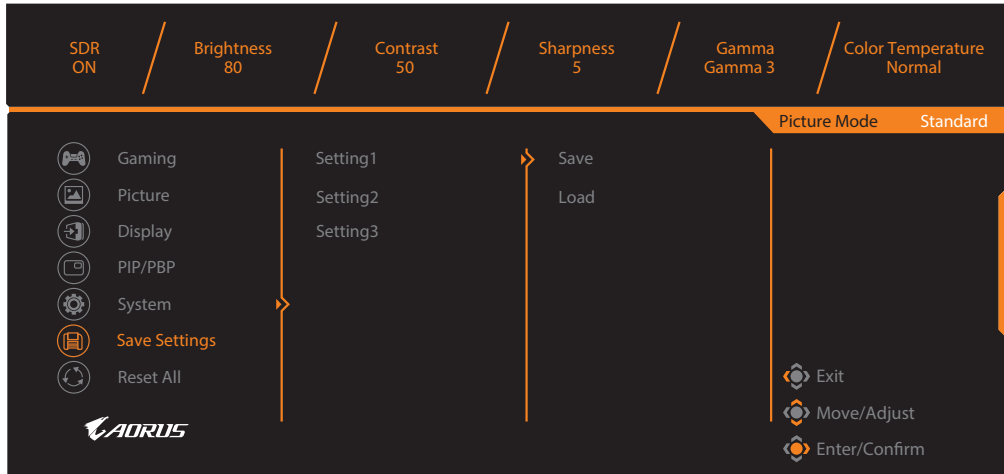 SDR
ON
Brightness
80
Contrast
50
Sharpness
5
Gamma
Gamma 3
Color Temperature
Normal
Picture Mode Standard
Gaming
Picture
Display
PIP/PBP
System
Save Settings
Reset All
Setting1
Setting2
Setting3
Save
Load
Exit
Move/Adjust
Enter/Confirm
AORUS